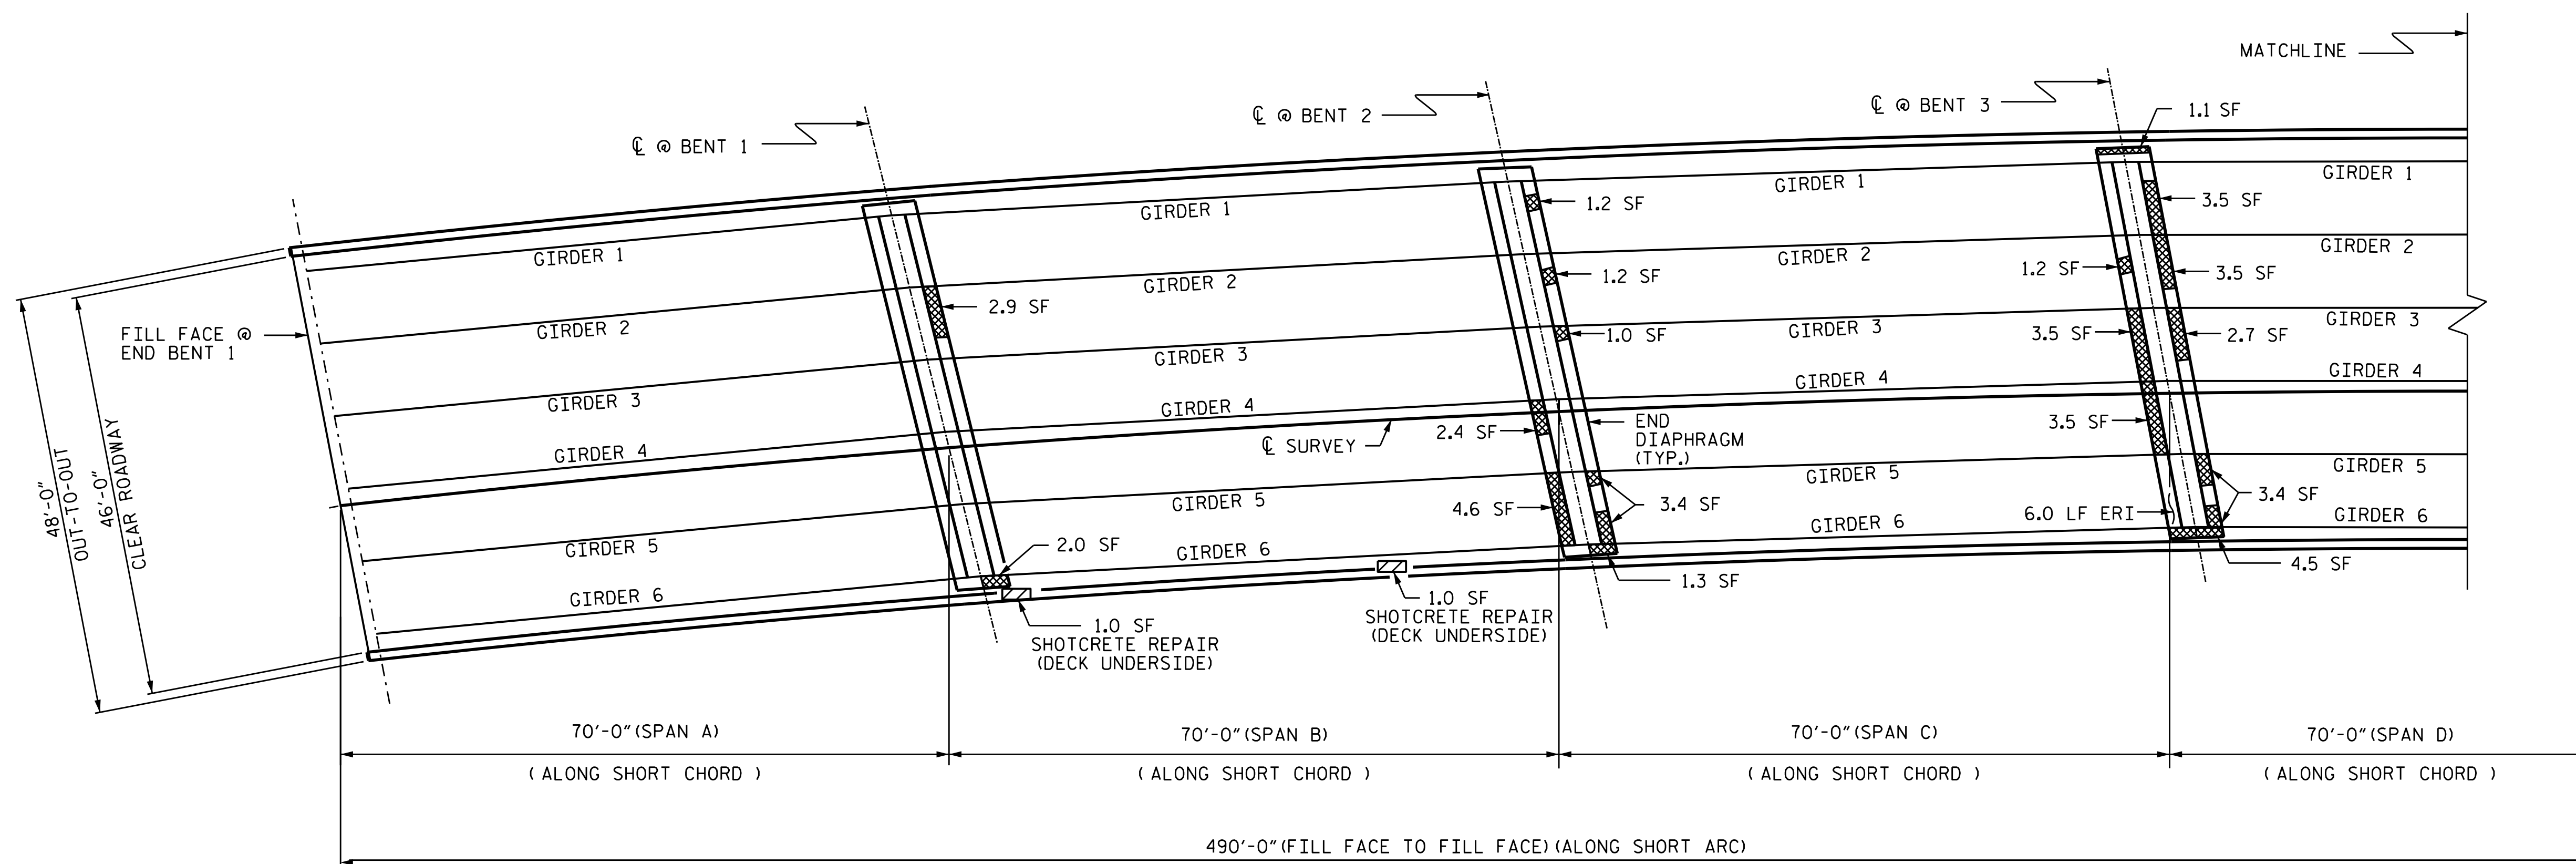 MATCHLINE
℄ @ BENT 3
1.1 SF
℄ @ BENT 2
℄ @ BENT 1
GIRDER 1
GIRDER 1
GIRDER 1
GIRDER 1
1.2 SF
3.5 SF
GIRDER 2
GIRDER 2
GIRDER 2
GIRDER 2
2.9 SF
1.2 SF
1.2 SF
3.5 SF
FILL FACE @
END BENT 1
GIRDER 3
GIRDER 3
GIRDER 3
GIRDER 3
1.0 SF
3.5 SF
2.7 SF
GIRDER 4
GIRDER 4
GIRDER 4
GIRDER 4
℄ SURVEY
2.4 SF
END
DIAPHRAGM
(TYP.)
3.5 SF
48'-0"
OUT-TO-OUT
46'-0"
CLEAR ROADWAY
GIRDER 5
GIRDER 5
GIRDER 5
GIRDER 5
4.6 SF
3.4 SF
6.0 LF ERI
3.4 SF
GIRDER 6
GIRDER 6
GIRDER 6
GIRDER 6
2.0 SF
1.3 SF
4.5 SF
1.0 SF
SHOTCRETE REPAIR
(DECK UNDERSIDE)
1.0 SF
SHOTCRETE REPAIR
(DECK UNDERSIDE)
70'-0"(SPAN A)
( ALONG SHORT CHORD )
70'-0"(SPAN B)
( ALONG SHORT CHORD )
70'-0"(SPAN C)
( ALONG SHORT CHORD )
70'-0"(SPAN D)
( ALONG SHORT CHORD )
490'-0"(FILL FACE TO FILL FACE)(ALONG SHORT ARC)